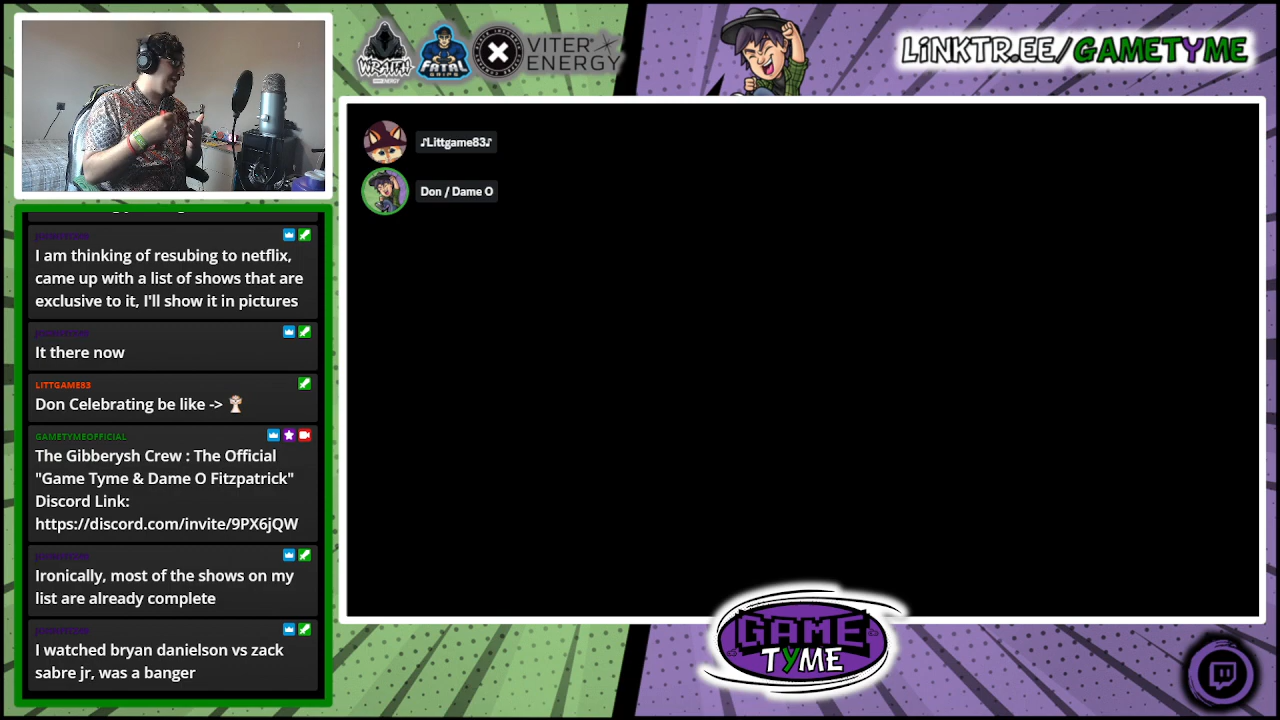 WRAITH
FATAL
GRIPS
VITER
ENERGY
LINKTR.EE/GAMETYME
♪Littgame83♪
Don / Dame O
I am thinking of resubing to netflix,
came up with a list of shows that are
exclusive to it, I'll show it in pictures
It there now
LITTGAME83
Don Celebrating be like ->
GAMETYMEOFFICIAL
The Gibberysh Crew : The Official
"Game Tyme & Dame O Fitzpatrick"
Discord Link:
https://discord.com/invite/9PX6jQW
Ironically, most of the shows on my
list are already complete
I watched bryan danielson vs zack
sabre jr, was a banger
GAME
TYME